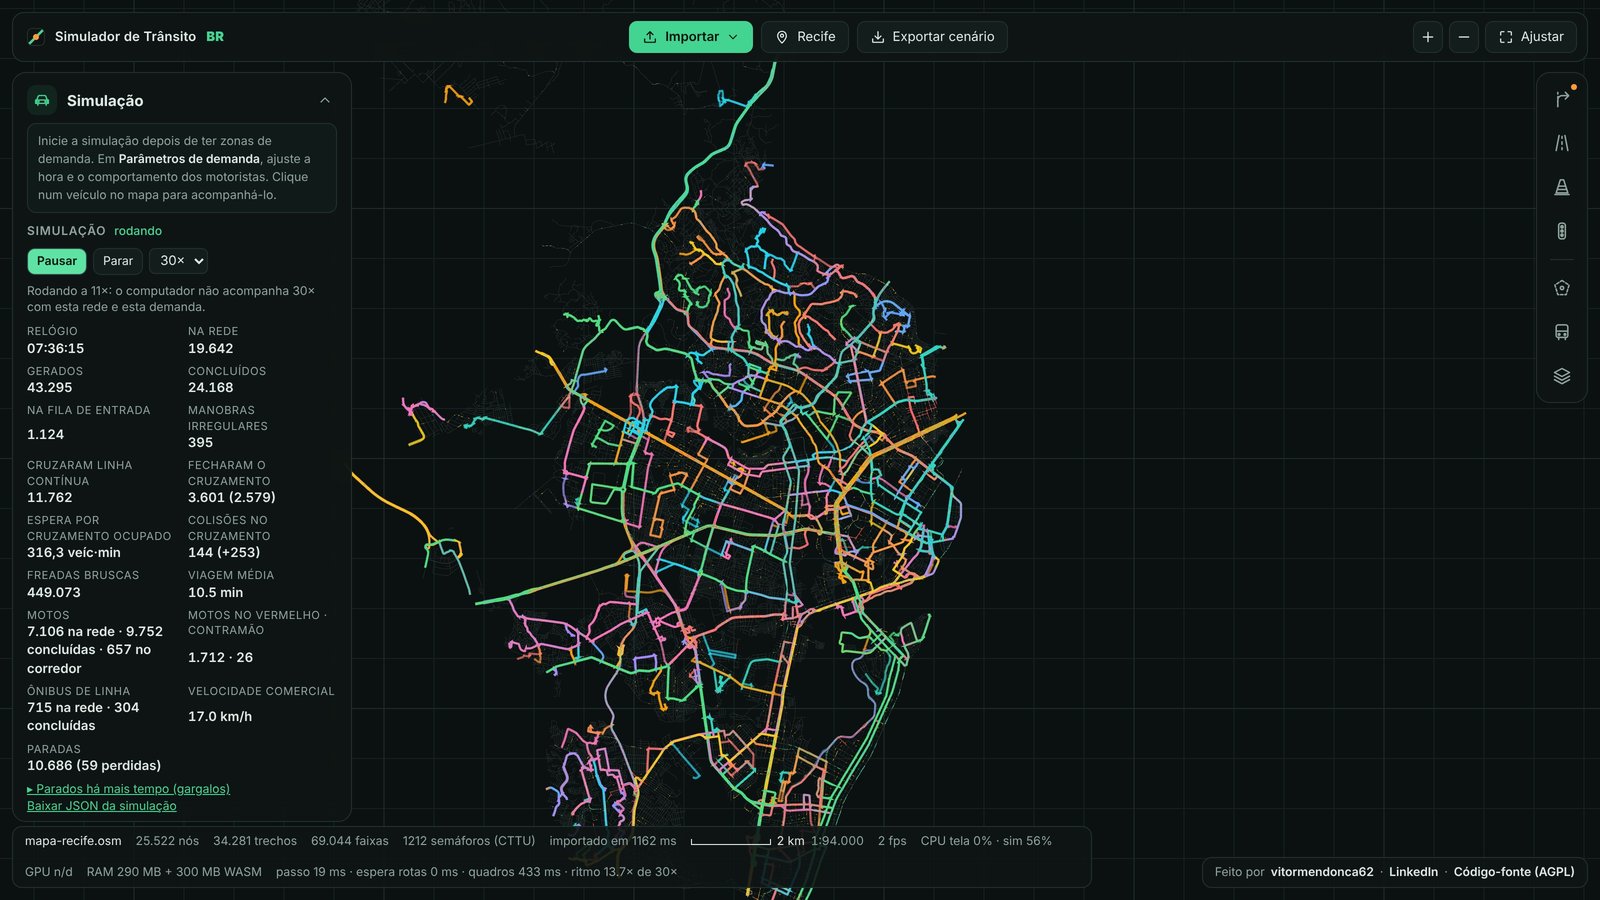 Simulador de Trânsito BR
Importar
Recife
Exportar cenário
Ajustar
Simulação
Inicie a simulação depois de ter zonas de
demanda. Em Parâmetros de demanda, ajuste a
hora e o comportamento dos motoristas. Clique
num veículo no mapa para acompanhá-lo.
SIMULAÇÃO rodando
Pausar
Parar
30×
Rodando a 11×: o computador não acompanha 30×
com esta rede e esta demanda.
RELÓGIO
07:36:15
NA REDE
19.642
GERADOS
43.295
CONCLUÍDOS
24.168
NA FILA DE ENTRADA
1.124
MANOBRAS
IRREGULARES
395
CRUZARAM LINHA
CONTÍNUA
11.762
FECHARAM O
CRUZAMENTO
3.601 (2.579)
ESPERA POR
CRUZAMENTO OCUPADO
316,3 veíc·min
COLISÕES NO
CRUZAMENTO
144 (+253)
FREADAS BRUSCAS
449.073
VIAGEM MÉDIA
10.5 min
MOTOS
7.106 na rede · 9.752
concluídas · 657 no
corredor
MOTOS NO VERMELHO ·
CONTRAMÃO
1.712 · 26
ÔNIBUS DE LINHA
715 na rede · 304
concluídas
VELOCIDADE COMERCIAL
17.0 km/h
PARADAS
10.686 (59 perdidas)
▸ Parados há mais tempo (gargalos)
Baixar JSON da simulação
mapa-recife.osm 25.522 nós 34.281 trechos 69.044 faixas 1212 semáforos (CTTU) importado em 1162 ms 2 km 1:94.000 2 fps CPU tela 0% · sim 56%
GPU n/d RAM 290 MB + 300 MB WASM passo 19 ms · espera rotas 0 ms · quadros 433 ms · ritmo 13.7× de 30×
Feito por vitormendonca62 · LinkedIn · Código-fonte (AGPL)